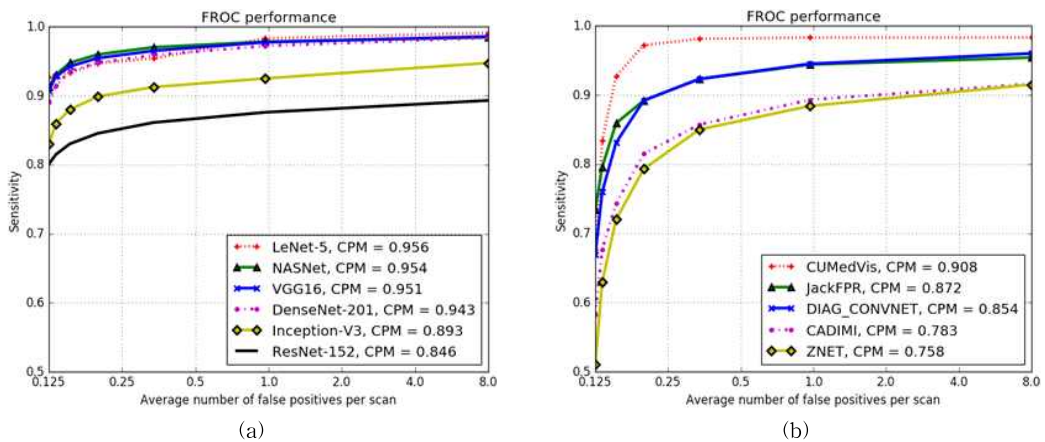 FROC performance
1.0
0.9
0.8
0.7
0.6
0.5
Sensitivity
LeNet-5, CPM = 0.956
NASNet, CPM = 0.954
VGG16, CPM = 0.951
DenseNet-201, CPM = 0.943
Inception-V3, CPM = 0.893
ResNet-152, CPM = 0.846
0.125 0.25 0.5 1.0 2.0 4.0 8.0
Average number of false positives per scan
(a)
FROC performance
1.0
0.9
0.8
0.7
0.6
0.5
Sensitivity
CUMedVis, CPM = 0.908
JackFPR, CPM = 0.872
DIAG_CONVNET, CPM = 0.854
CADIMI, CPM = 0.783
ZNET, CPM = 0.758
0.125 0.25 0.5 1.0 2.0 4.0 8.0
Average number of false positives per scan
(b)